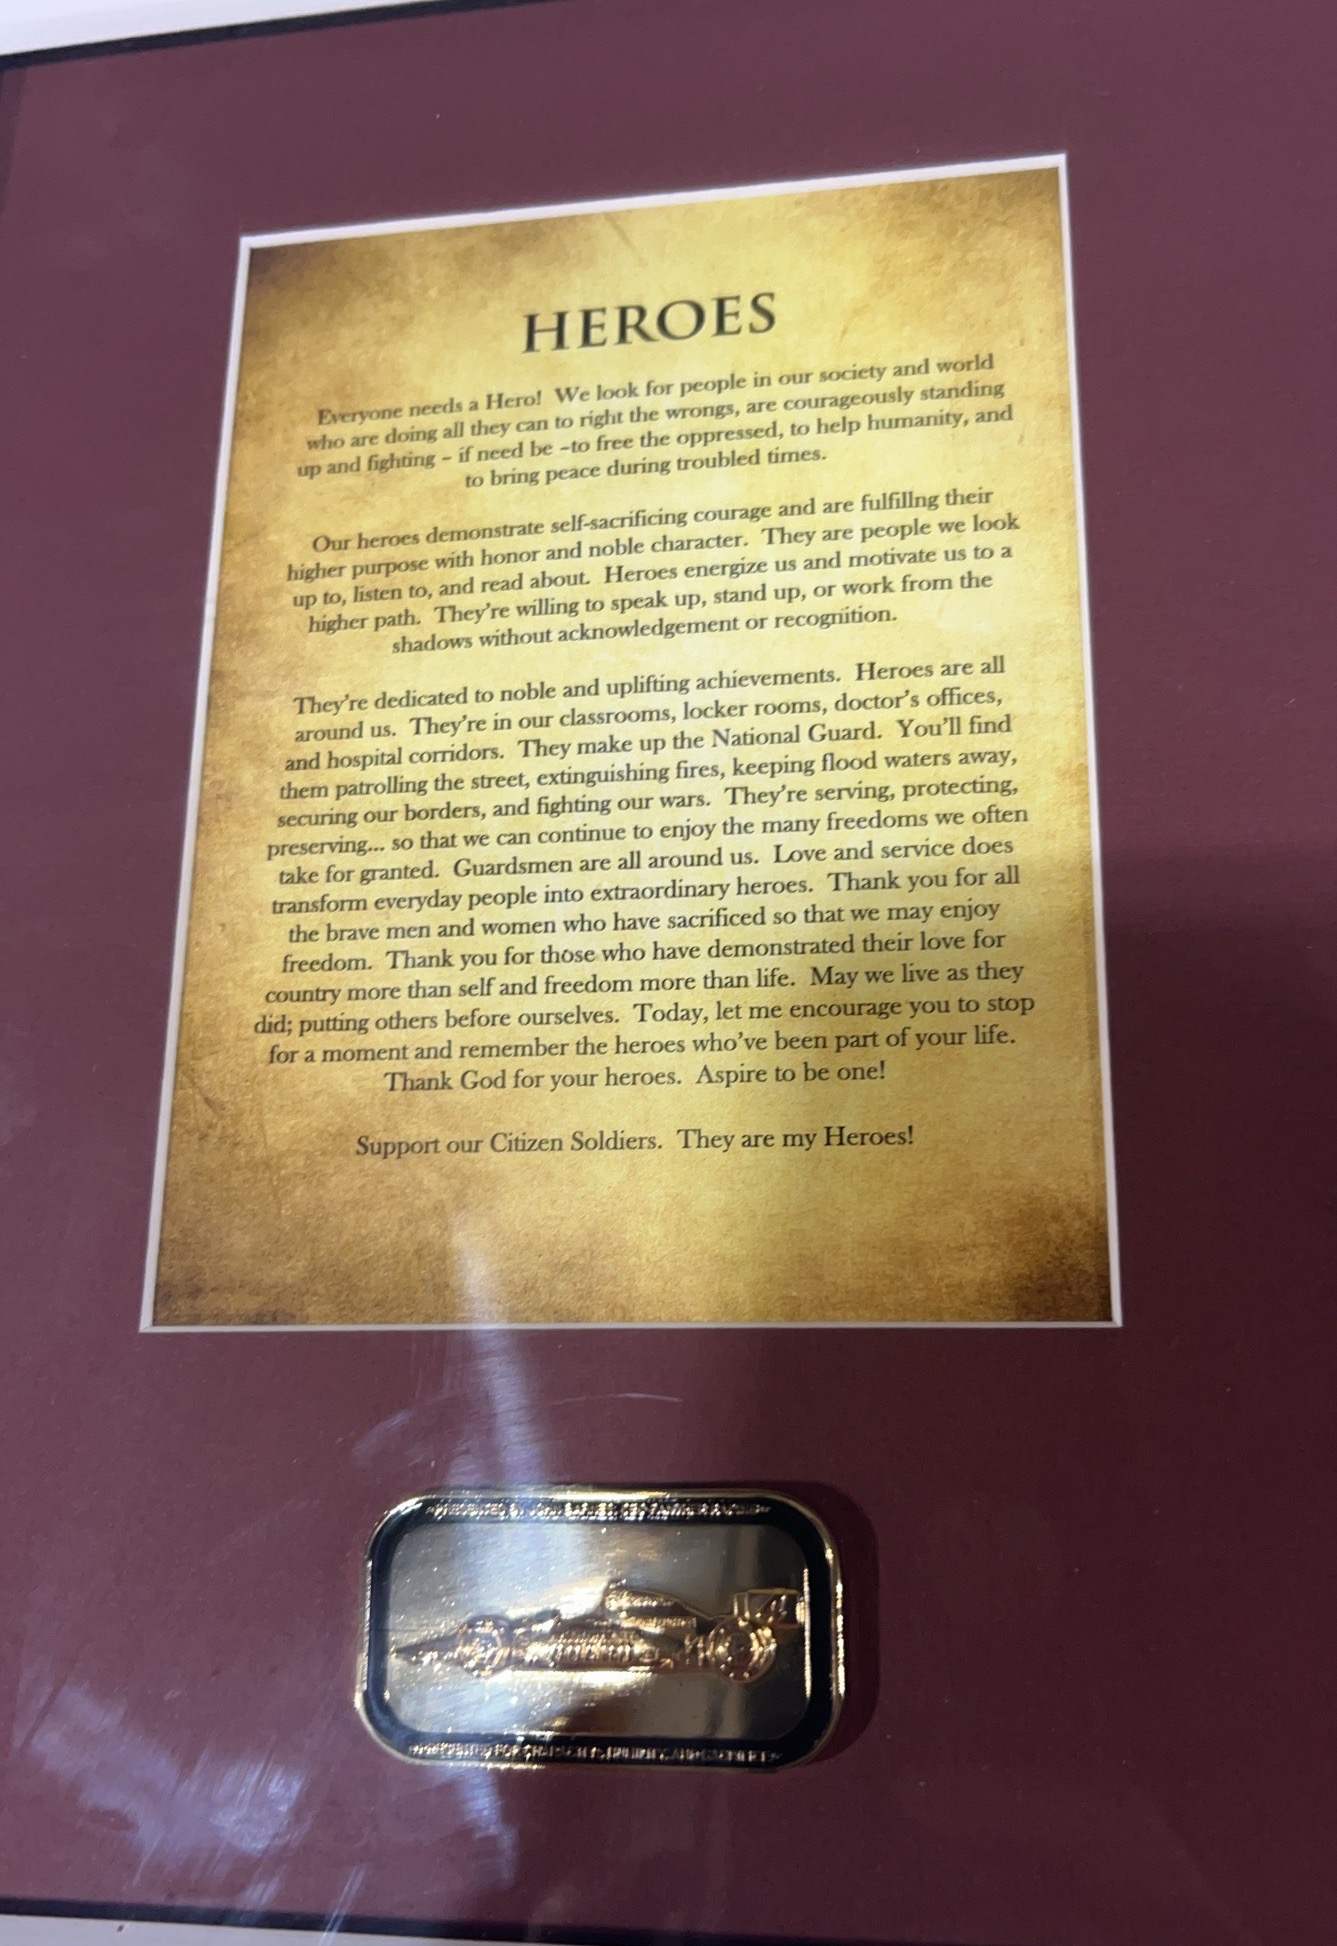 HEROES
Everyone needs a Hero!  We look for people in our society and world
who are doing all they can to right the wrongs, are courageously standing
up and fighting – if need be –to free the oppressed, to help humanity, and
to bring peace during troubled times.
Our heroes demonstrate self-sacrificing courage and are fulfillng their
higher purpose with honor and noble character.  They are people we look
up to, listen to, and read about.  Heroes energize us and motivate us to a
higher path.  They're willing to speak up, stand up, or work from the
shadows without acknowledgement or recognition.
They're dedicated to noble and uplifting achievements.  Heroes are all
around us.  They're in our classrooms, locker rooms, doctor's offices,
and hospital corridors.  They make up the National Guard.  You'll find
them patrolling the street, extinguishing fires, keeping flood waters away,
securing our borders, and fighting our wars.  They're serving, protecting,
preserving... so that we can continue to enjoy the many freedoms we often
take for granted.  Guardsmen are all around us.  Love and service does
transform everyday people into extraordinary heroes.  Thank you for all
the brave men and women who have sacrificed so that we may enjoy
freedom.  Thank you for those who have demonstrated their love for
country more than self and freedom more than life.  May we live as they
did; putting others before ourselves.  Today, let me encourage you to stop
for a moment and remember the heroes who've been part of your life.
Thank God for your heroes.  Aspire to be one!
Support our Citizen Soldiers.  They are my Heroes!